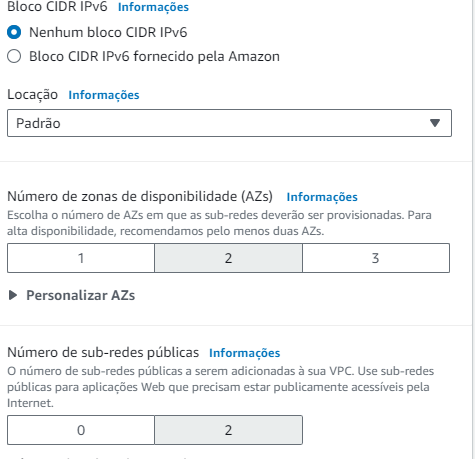 Bloco CIDR IPv6 Informações
Nenhum bloco CIDR IPv6
Bloco CIDR IPv6 fornecido pela Amazon
Locação Informações
Padrão
Número de zonas de disponibilidade (AZs) Informações
Escolha o número de AZs em que as sub-redes deverão ser provisionadas. Para
alta disponibilidade, recomendamos pelo menos duas AZs.
1 2 3
Personalizar AZs
Número de sub-redes públicas Informações
O número de sub-redes públicas a serem adicionadas à sua VPC. Use sub-redes
públicas para aplicações Web que precisam estar publicamente acessíveis pela
Internet.
0 2